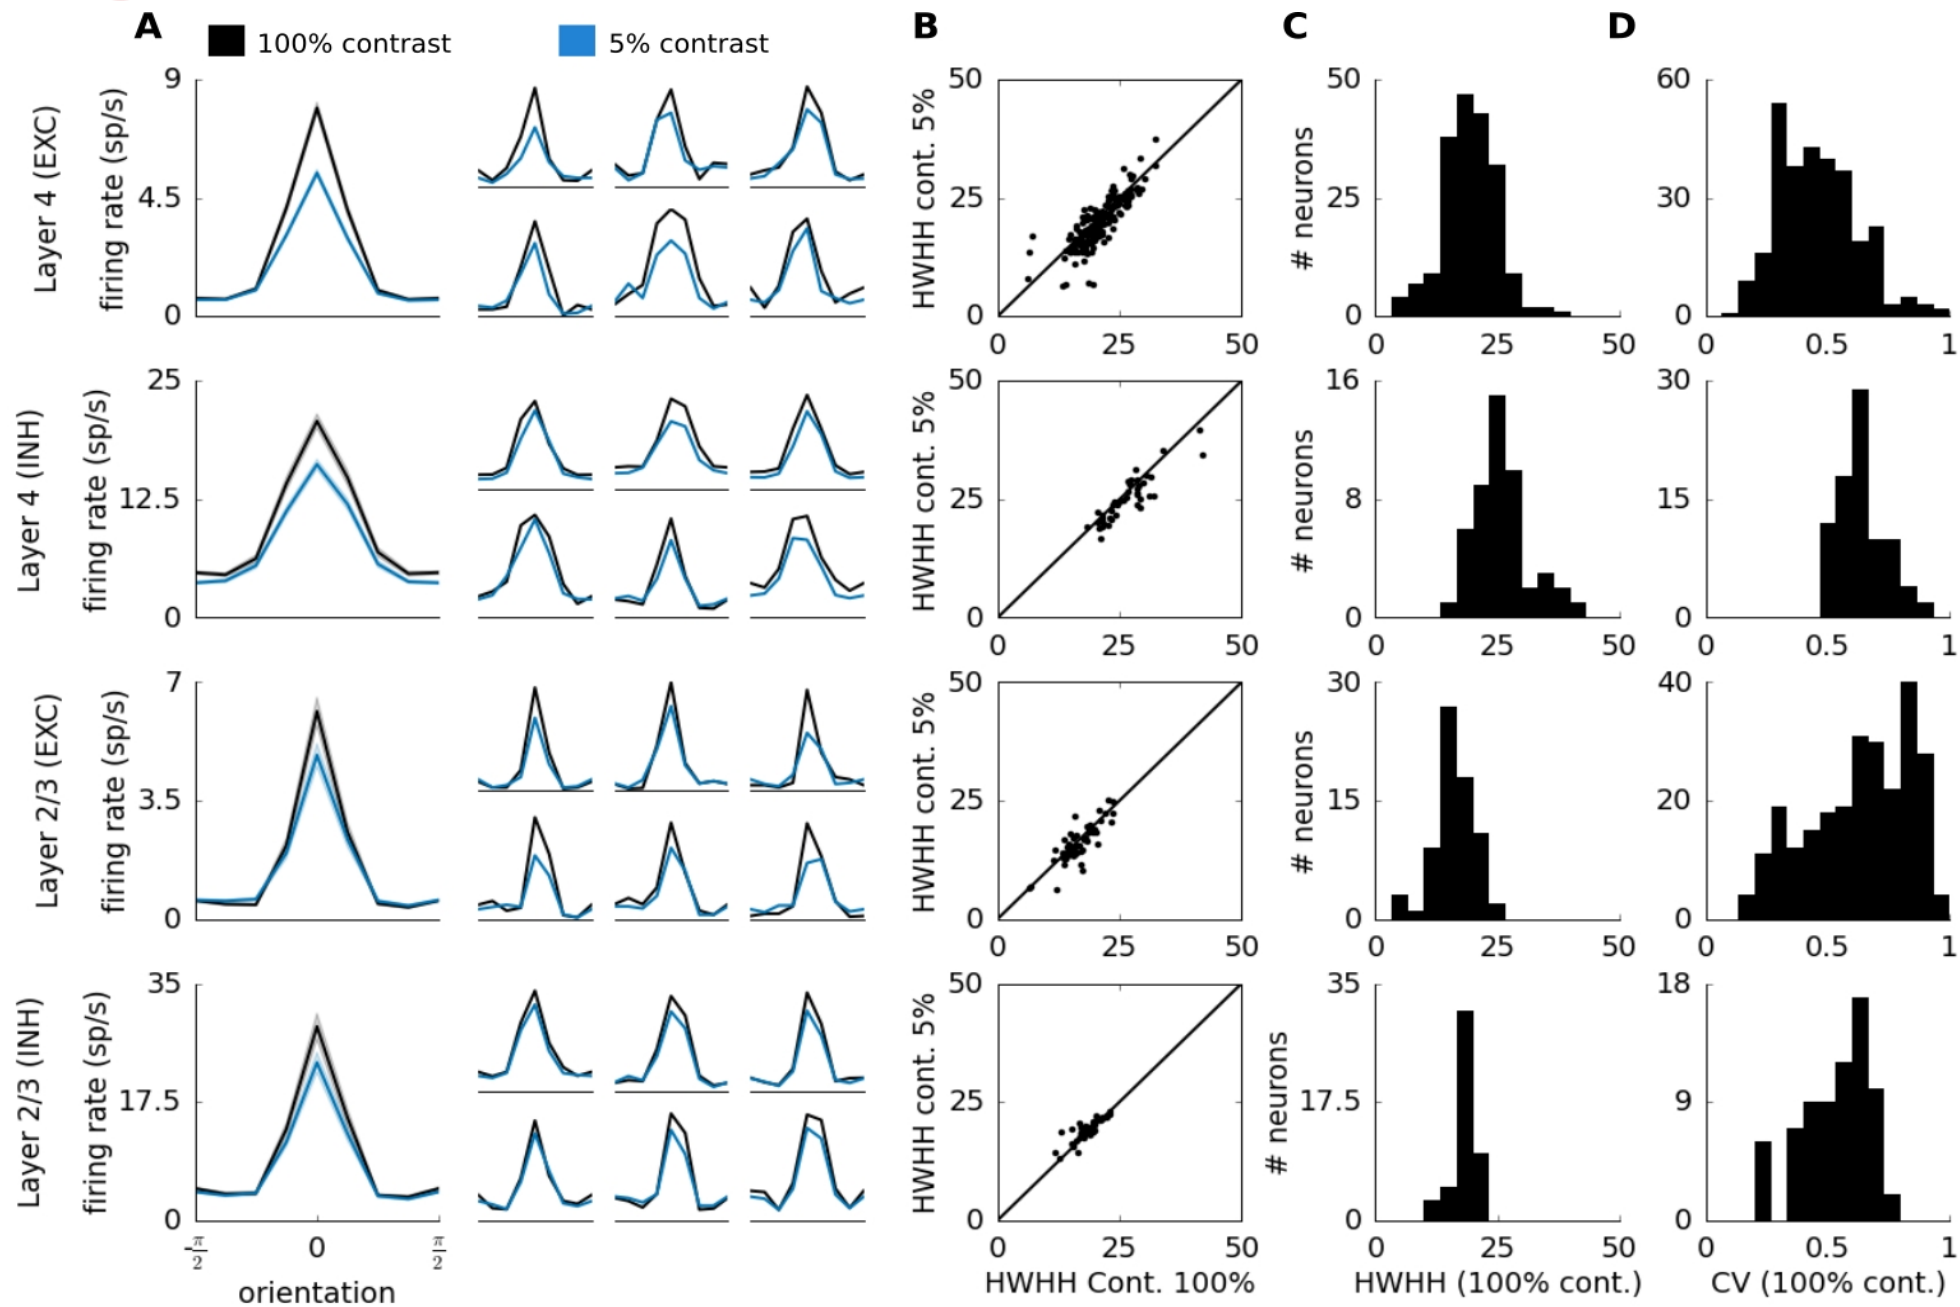 A B C D
100% contrast 5% contrast
Layer 4 (EXC)
firing rate (sp/s)
9
4.5
0
HWHH cont. 5%
50
25
0
0 25 50
# neurons
50
25
0
0 25 50
60
30
0
0 0.5 1
Layer 4 (INH)
firing rate (sp/s)
25
12.5
0
HWHH cont. 5%
50
25
0
0 25 50
# neurons
16
8
0
0 25 50
30
15
0
0 0.5 1
Layer 2/3 (EXC)
firing rate (sp/s)
7
3.5
0
HWHH cont. 5%
50
25
0
0 25 50
# neurons
30
15
0
0 25 50
40
20
0
0 0.5 1
Layer 2/3 (INH)
firing rate (sp/s)
35
17.5
0
-π/2 0 π/2
orientation
HWHH cont. 5%
50
25
0
0 25 50
HWHH Cont. 100%
# neurons
35
17.5
0
0 25 50
HWHH (100% cont.)
18
9
0
0 0.5 1
CV (100% cont.)